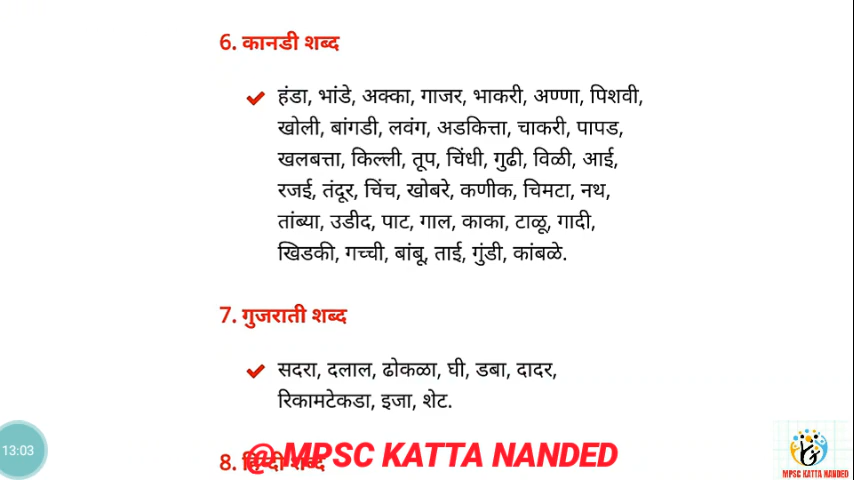 6. कानडी शब्द
हंडा, भांडे, अक्का, गाजर, भाकरी, अण्णा, पिशवी,
खोली, बांगडी, लवंग, अडकित्ता, चाकरी, पापड,
खलबत्ता, किल्ली, तूप, चिंधी, गुढी, विळी, आई,
रजई, तंदूर, चिंच, खोबरे, कणीक, चिमटा, नथ,
तांब्या, उडीद, पाट, गाल, काका, टाळू, गादी,
खिडकी, गच्ची, बांबू, ताई, गुंडी, कांबळे.
7. गुजराती शब्द
सदरा, दलाल, ढोकळा, घी, डबा, दादर,
रिकामटेकडा, इजा, शेट.
13:03
@MPSC KATTA NANDED
8. हिन्दी शब्द
MPSC KATTA NANDED